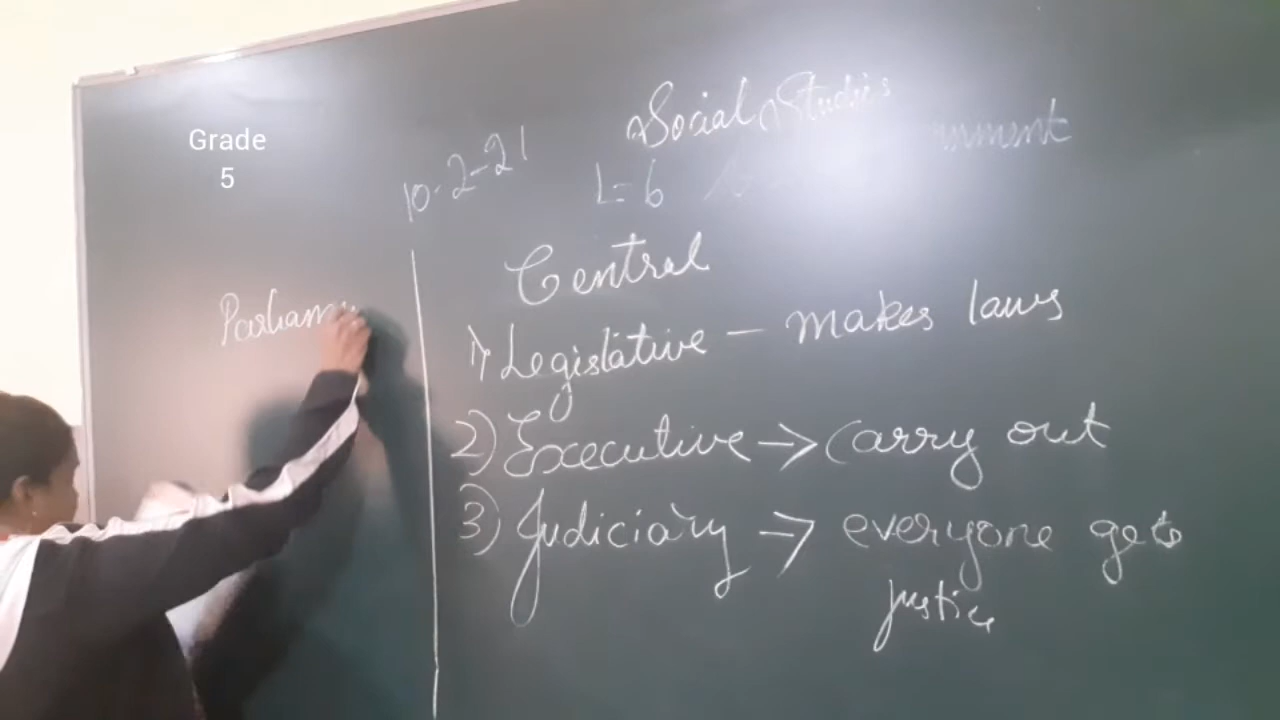 Grade
5
10-2-21
Social Studies
L=6
Central
1) Legislative - makes laws
2) Executive → Carry out
3) Judiciary → everyone gets
justice